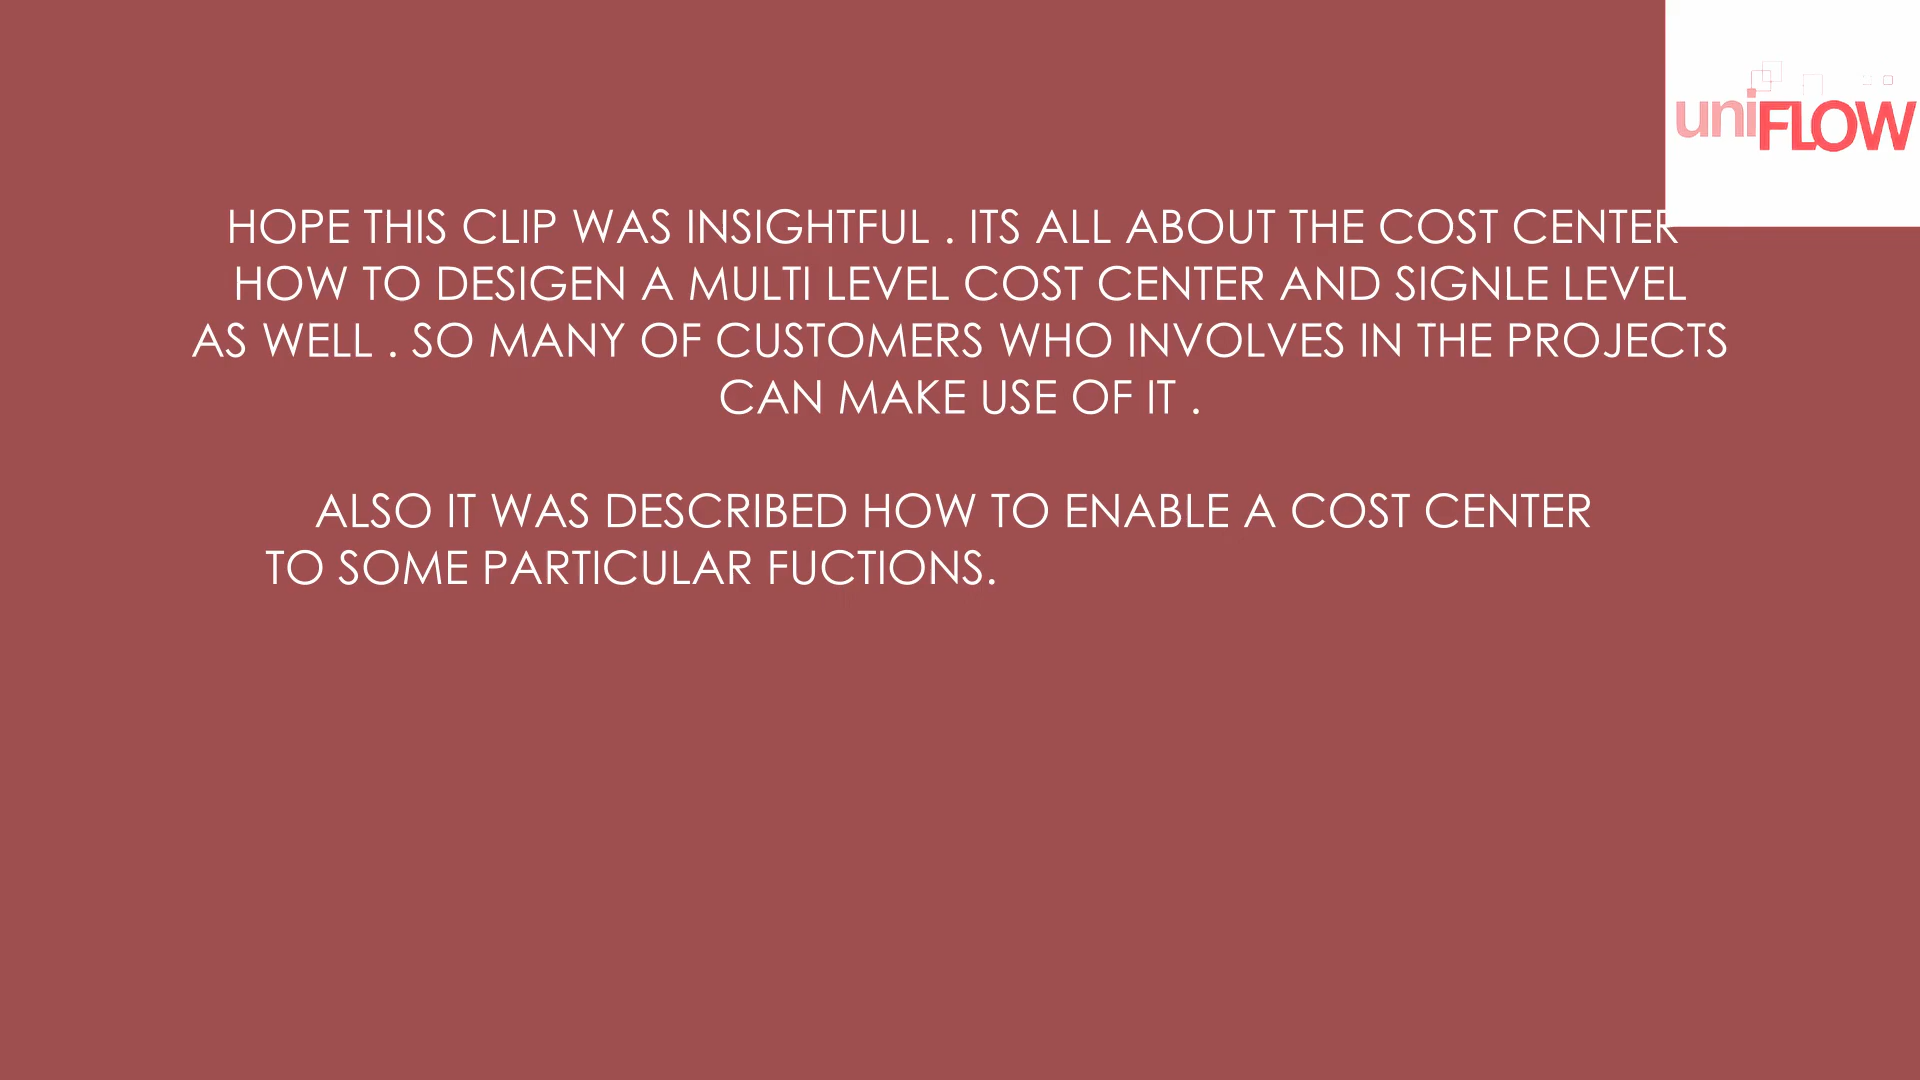 uniFLOW
HOPE THIS CLIP WAS INSIGHTFUL . ITS ALL ABOUT THE COST CENTER
HOW TO DESIGEN A MULTI LEVEL COST CENTER AND SIGNLE LEVEL
AS WELL . SO MANY OF CUSTOMERS WHO INVOLVES IN THE PROJECTS
CAN MAKE USE OF IT .
ALSO IT WAS DESCRIBED HOW TO ENABLE A COST CENTER
TO SOME PARTICULAR FUCTIONS.